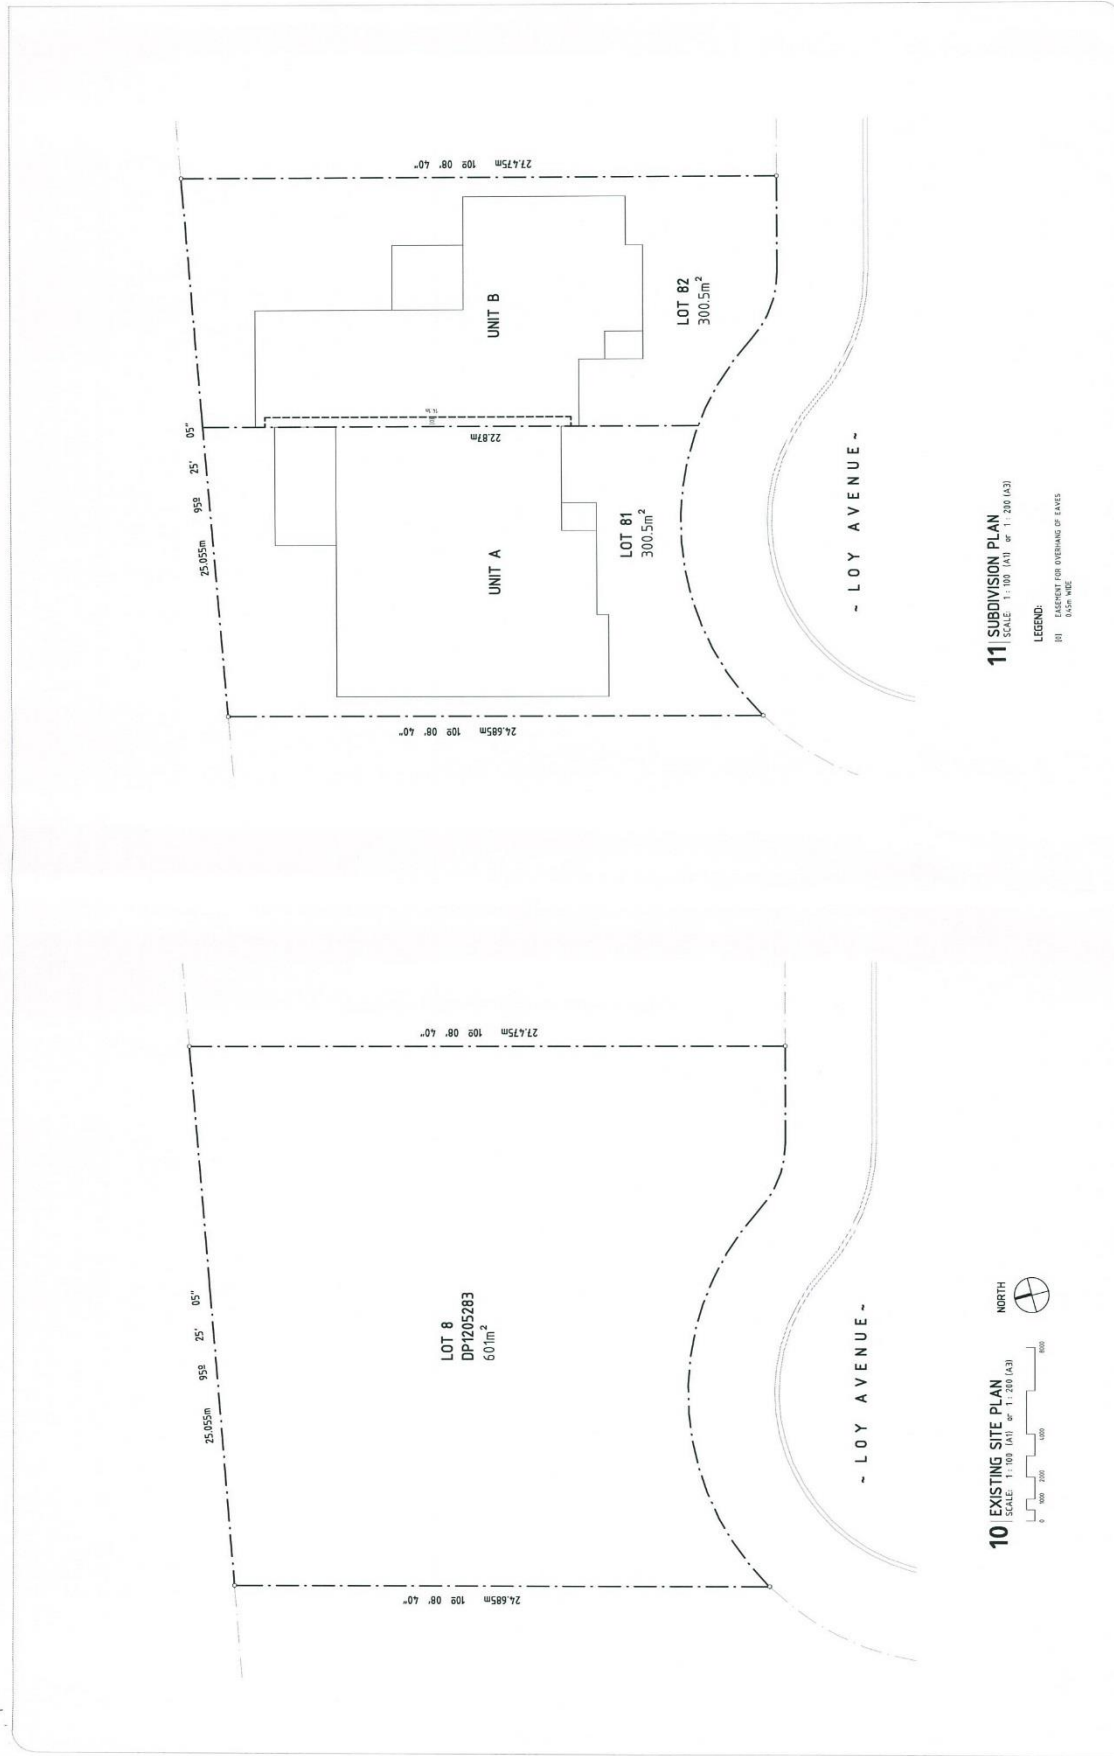 25.055m 95º 25' 05"
24.685m 10º 08' 40"
27.475m 10º 08' 40"
LOT 8
DP1205283
601m²
~ LOY AVENUE ~
10 EXISTING SITE PLAN
SCALE: 1 : 100 (A1) or 1 : 200 (A3)
0 1000 2000 4000 8000
NORTH
25.055m 95º 25' 05"
24.685m 10º 08' 40"
22.87m
27.475m 10º 08' 40"
UNIT A
UNIT B
LOT 81
300.5m²
LOT 82
300.5m²
~ LOY AVENUE ~
11 SUBDIVISION PLAN
SCALE: 1 : 100 (A1) or 1 : 200 (A3)
LEGEND:
EASEMENT FOR OVERHANG OF EAVES
0.45m WIDE